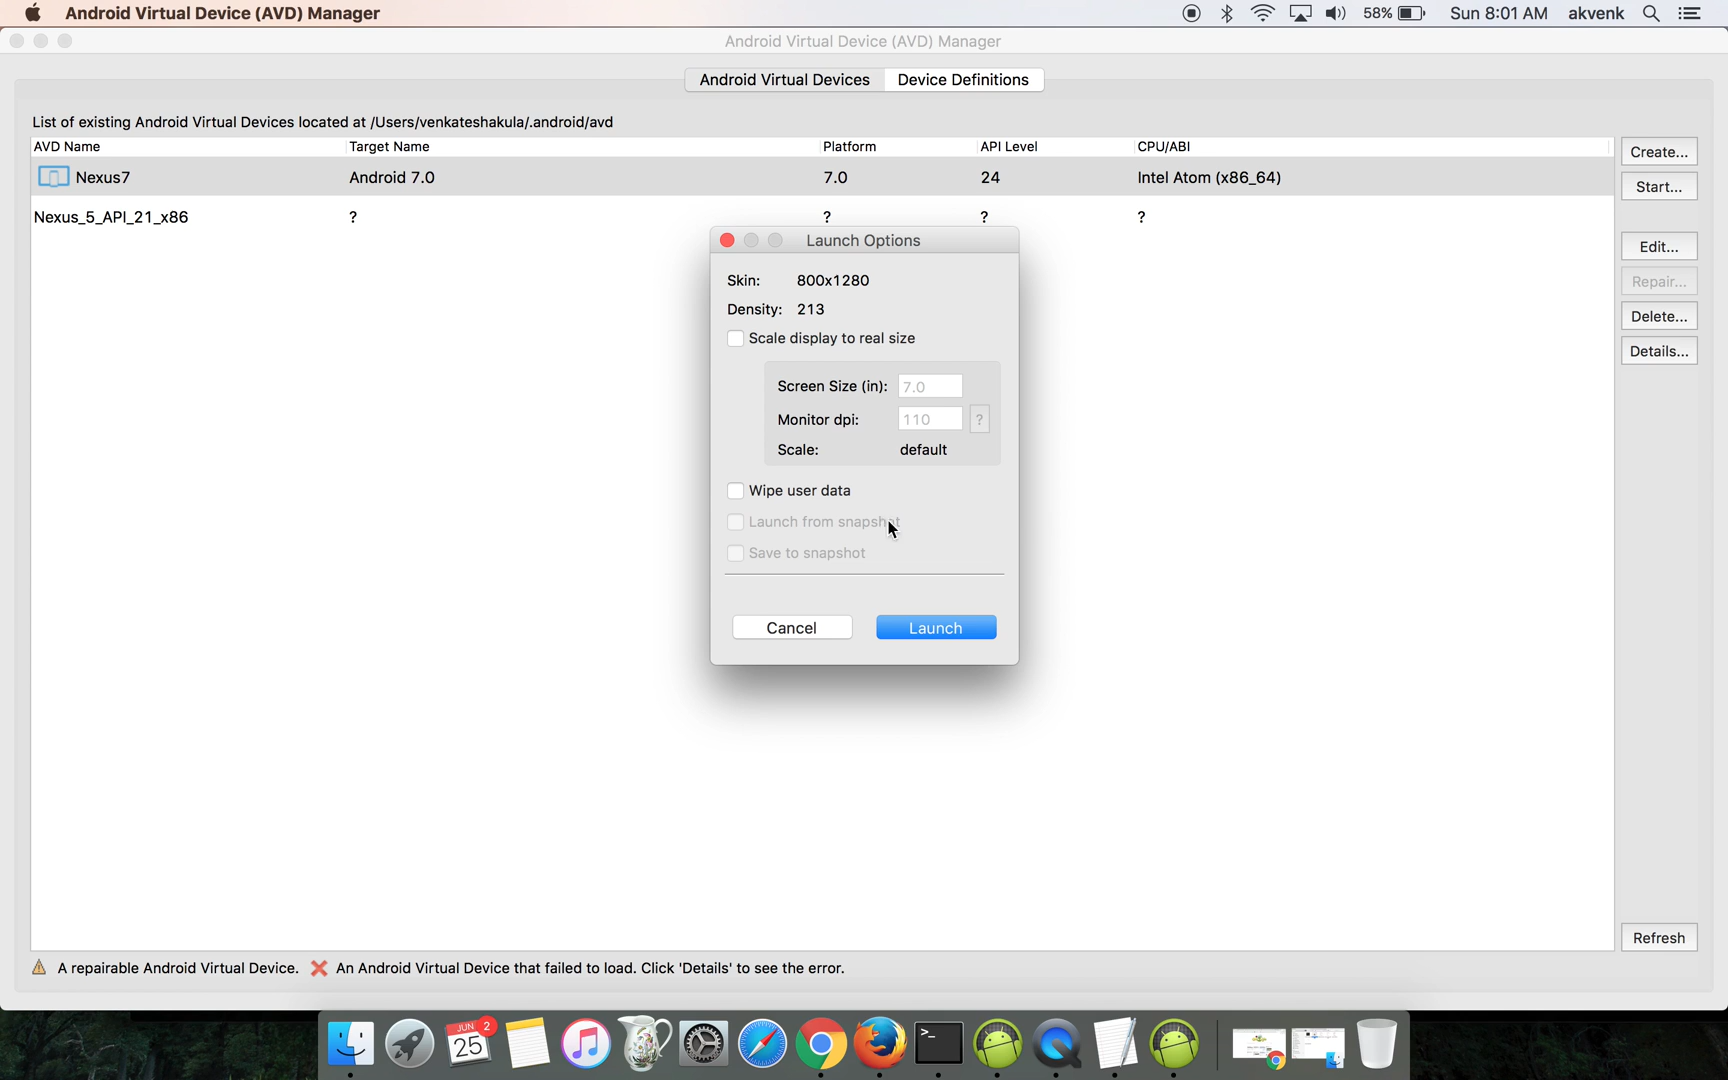 Android Virtual Device (AVD) Manager
58%
Sun 8:01 AM
akvenk
Android Virtual Device (AVD) Manager
Android Virtual Devices
Device Definitions
List of existing Android Virtual Devices located at /Users/venkateshakula/.android/avd
AVD Name Target Name Platform API Level CPU/ABI
Nexus7 Android 7.0 7.0 24 Intel Atom (x86_64)
Nexus_5_API_21_x86 ? ? ? ?
Create...
Start...
Edit...
Repair...
Delete...
Details...
Refresh
Launch Options
Skin: 800x1280
Density: 213
Scale display to real size
Screen Size (in): 7.0
Monitor dpi: 110 ?
Scale: default
Wipe user data
Launch from snapshot
Save to snapshot
Cancel
Launch
A repairable Android Virtual Device.
An Android Virtual Device that failed to load. Click 'Details' to see the error.
JUN 2
25
>_